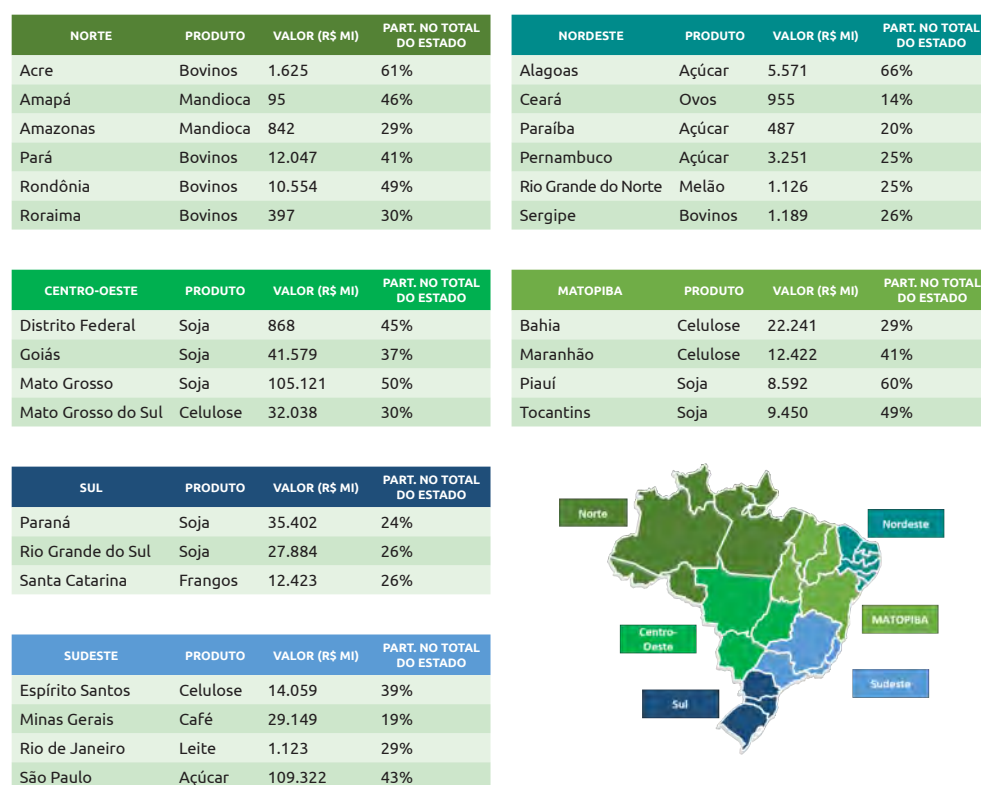 NORTE PRODUTO VALOR (R$ MI) PART. NO TOTAL DO ESTADO
Acre Bovinos 1.625 61%
Amapá Mandioca 95 46%
Amazonas Mandioca 842 29%
Pará Bovinos 12.047 41%
Rondônia Bovinos 10.554 49%
Roraima Bovinos 397 30%
NORDESTE PRODUTO VALOR (R$ MI) PART. NO TOTAL DO ESTADO
Alagoas Açúcar 5.571 66%
Ceará Ovos 955 14%
Paraíba Açúcar 487 20%
Pernambuco Açúcar 3.251 25%
Rio Grande do Norte Melão 1.126 25%
Sergipe Bovinos 1.189 26%
CENTRO-OESTE PRODUTO VALOR (R$ MI) PART. NO TOTAL DO ESTADO
Distrito Federal Soja 868 45%
Goiás Soja 41.579 37%
Mato Grosso Soja 105.121 50%
Mato Grosso do Sul Celulose 32.038 30%
MATOPIBA PRODUTO VALOR (R$ MI) PART. NO TOTAL DO ESTADO
Bahia Celulose 22.241 29%
Maranhão Celulose 12.422 41%
Piauí Soja 8.592 60%
Tocantins Soja 9.450 49%
SUL PRODUTO VALOR (R$ MI) PART. NO TOTAL DO ESTADO
Paraná Soja 35.402 24%
Rio Grande do Sul Soja 27.884 26%
Santa Catarina Frangos 12.423 26%
SUDESTE PRODUTO VALOR (R$ MI) PART. NO TOTAL DO ESTADO
Espírito Santos Celulose 14.059 39%
Minas Gerais Café 29.149 19%
Rio de Janeiro Leite 1.123 29%
São Paulo Açúcar 109.322 43%
Norte
Nordeste
MATOPIBA
Centro-
Oeste
Sudeste
Sul